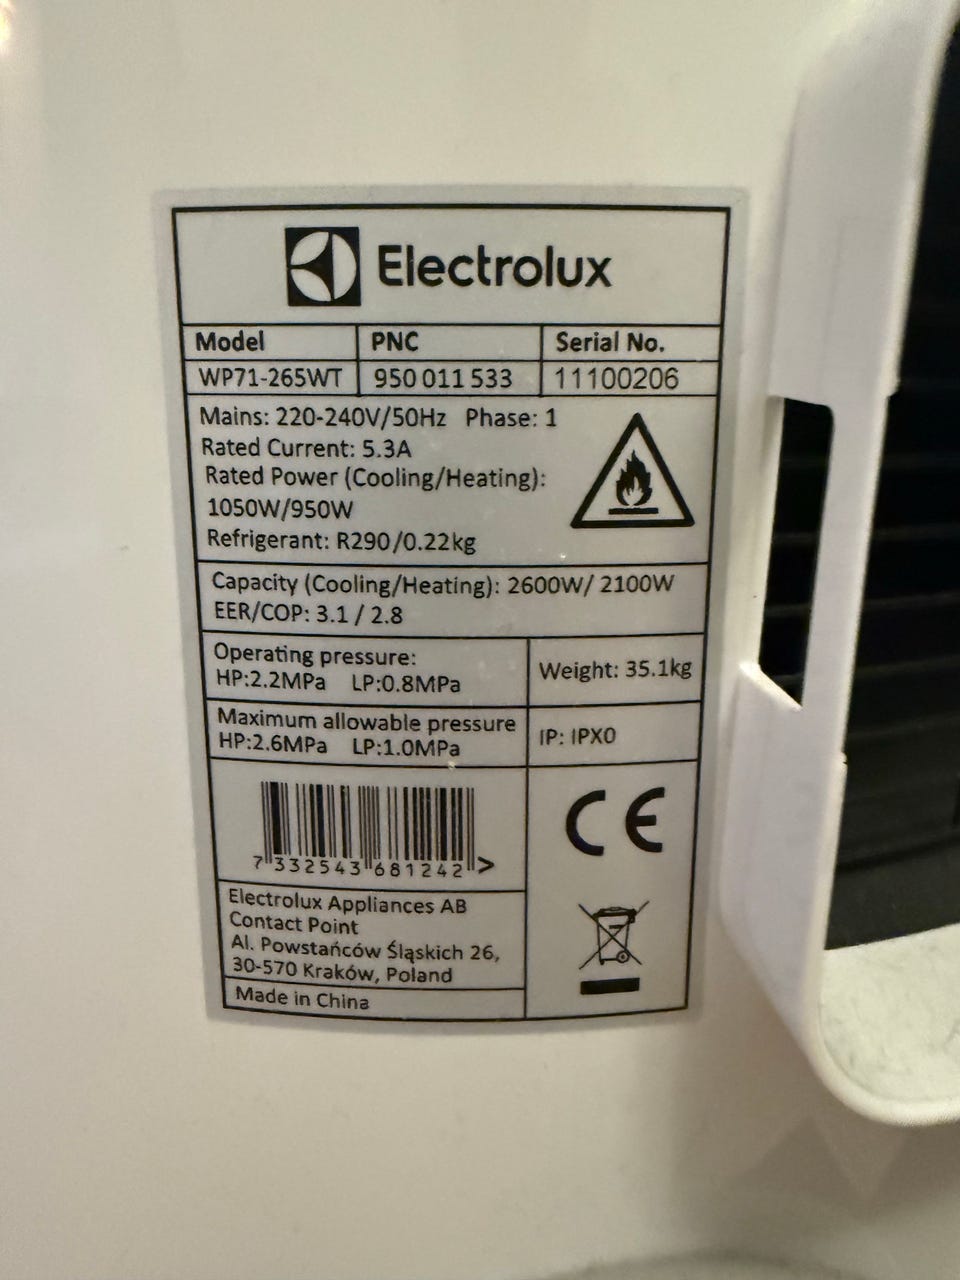 Electrolux
Model PNC Serial No.
WP71-265WT 950 011 533 11100206
Mains: 220-240V/50Hz Phase: 1
Rated Current: 5.3A
Rated Power (Cooling/Heating):
1050W/950W
Refrigerant: R290/0.22kg
Capacity (Cooling/Heating): 2600W/ 2100W
EER/COP: 3.1 / 2.8
Operating pressure:
HP:2.2MPa LP:0.8MPa
Weight: 35.1kg
Maximum allowable pressure
HP:2.6MPa LP:1.0MPa
IP: IPX0
7 332543 681242 >
CE
Electrolux Appliances AB
Contact Point
Al. Powstańców Śląskich 26,
30-570 Kraków, Poland
Made in China